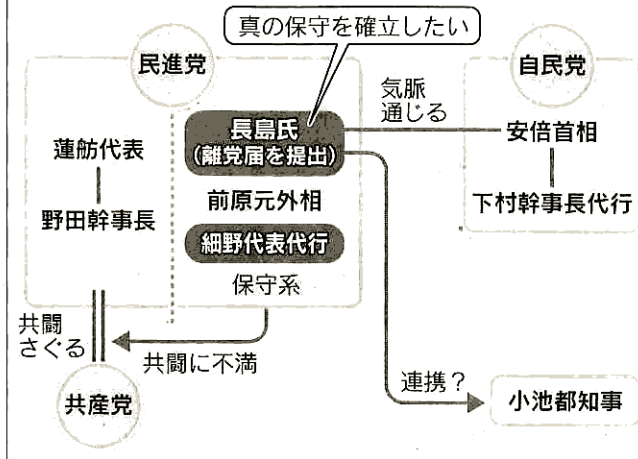 真の保守を確立したい
民進党
自民党
長島氏
(離党届を提出)
気脈
通じる
安倍首相
蓮舫代表
前原元外相
下村幹事長代行
野田幹事長
細野代表代行
保守系
共闘
さぐる
共闘に不満
連携？
共産党
小池都知事